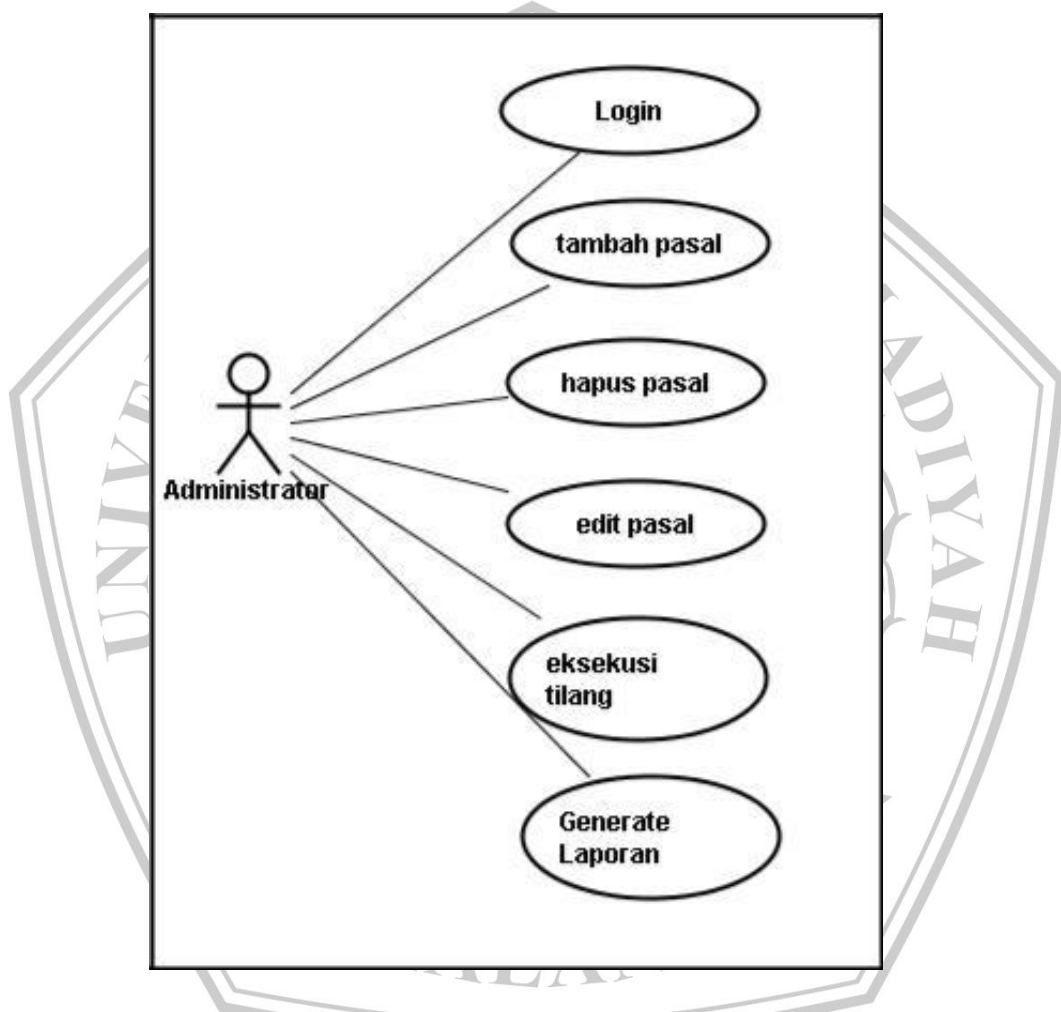 Login
tambah pasal
hapus pasal
Administrator
edit pasal
eksekusi
tilang
Generate
Laporan